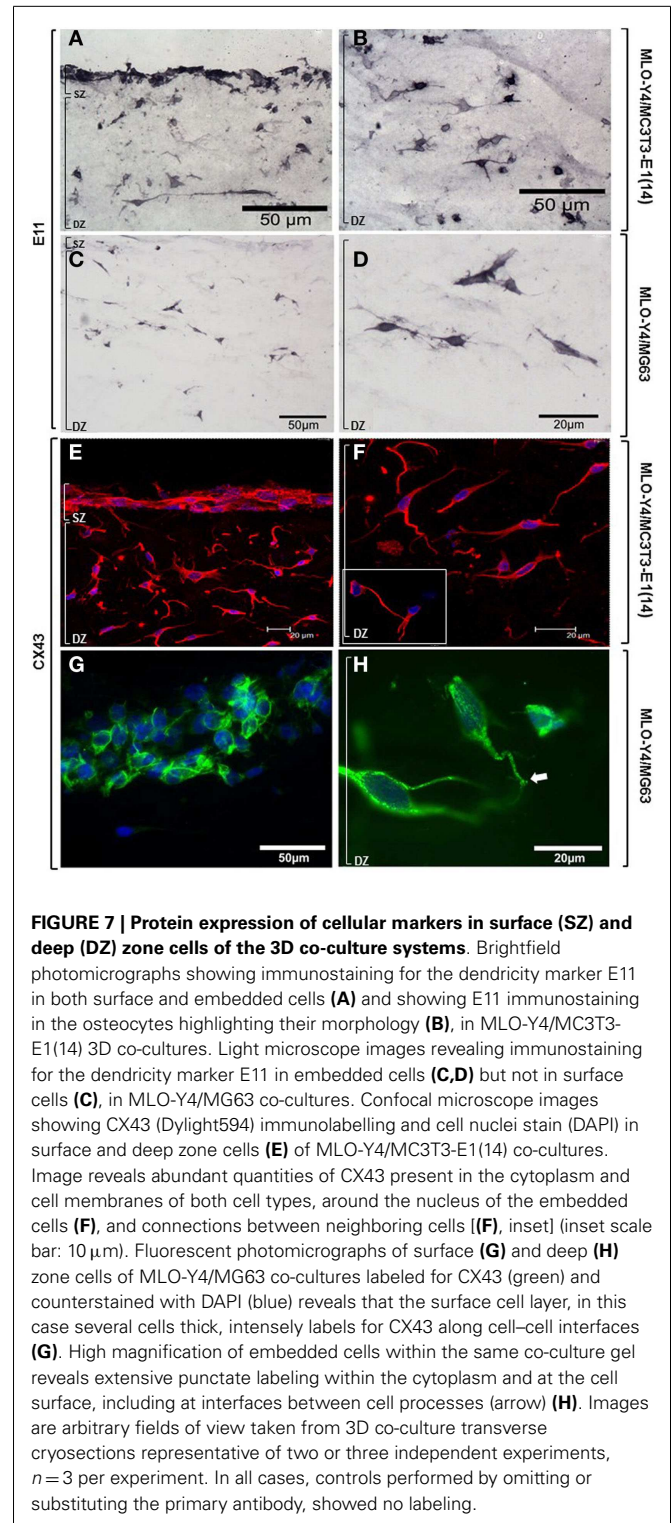 A
SZ
DZ
50 µm
B
DZ
50 µm
MLO-Y4/MC3T3-E1(14)
E11
C
SZ
DZ
50µm
D
DZ
20µm
MLO-Y4/MG63
E
SZ
DZ
20 µm
F
DZ
20 µm
MLO-Y4/MC3T3-E1(14)
CX43
G
50µm
H
DZ
20µm
MLO-Y4/MG63
FIGURE 7 | Protein expression of cellular markers in surface (SZ) and
deep (DZ) zone cells of the 3D co-culture systems. Brightfield
photomicrographs showing immunostaining for the dendricity marker E11
in both surface and embedded cells (A) and showing E11 immunostaining
in the osteocytes highlighting their morphology (B), in MLO-Y4/MC3T3-
E1(14) 3D co-cultures. Light microscope images revealing immunostaining
for the dendricity marker E11 in embedded cells (C,D) but not in surface
cells (C), in MLO-Y4/MG63 co-cultures. Confocal microscope images
showing CX43 (Dylight594) immunolabelling and cell nuclei stain (DAPI) in
surface and deep zone cells (E) of MLO-Y4/MC3T3-E1(14) co-cultures.
Image reveals abundant quantities of CX43 present in the cytoplasm and
cell membranes of both cell types, around the nucleus of the embedded
cells (F), and connections between neighboring cells [(F), inset] (inset scale
bar: 10 µm). Fluorescent photomicrographs of surface (G) and deep (H)
zone cells of MLO-Y4/MG63 co-cultures labeled for CX43 (green) and
counterstained with DAPI (blue) reveals that the surface cell layer, in this
case several cells thick, intensely labels for CX43 along cell–cell interfaces
(G). High magnification of embedded cells within the same co-culture gel
reveals extensive punctate labeling within the cytoplasm and at the cell
surface, including at interfaces between cell processes (arrow) (H). Images
are arbitrary fields of view taken from 3D co-culture transverse
cryosections representative of two or three independent experiments,
n = 3 per experiment. In all cases, controls performed by omitting or
substituting the primary antibody, showed no labeling.